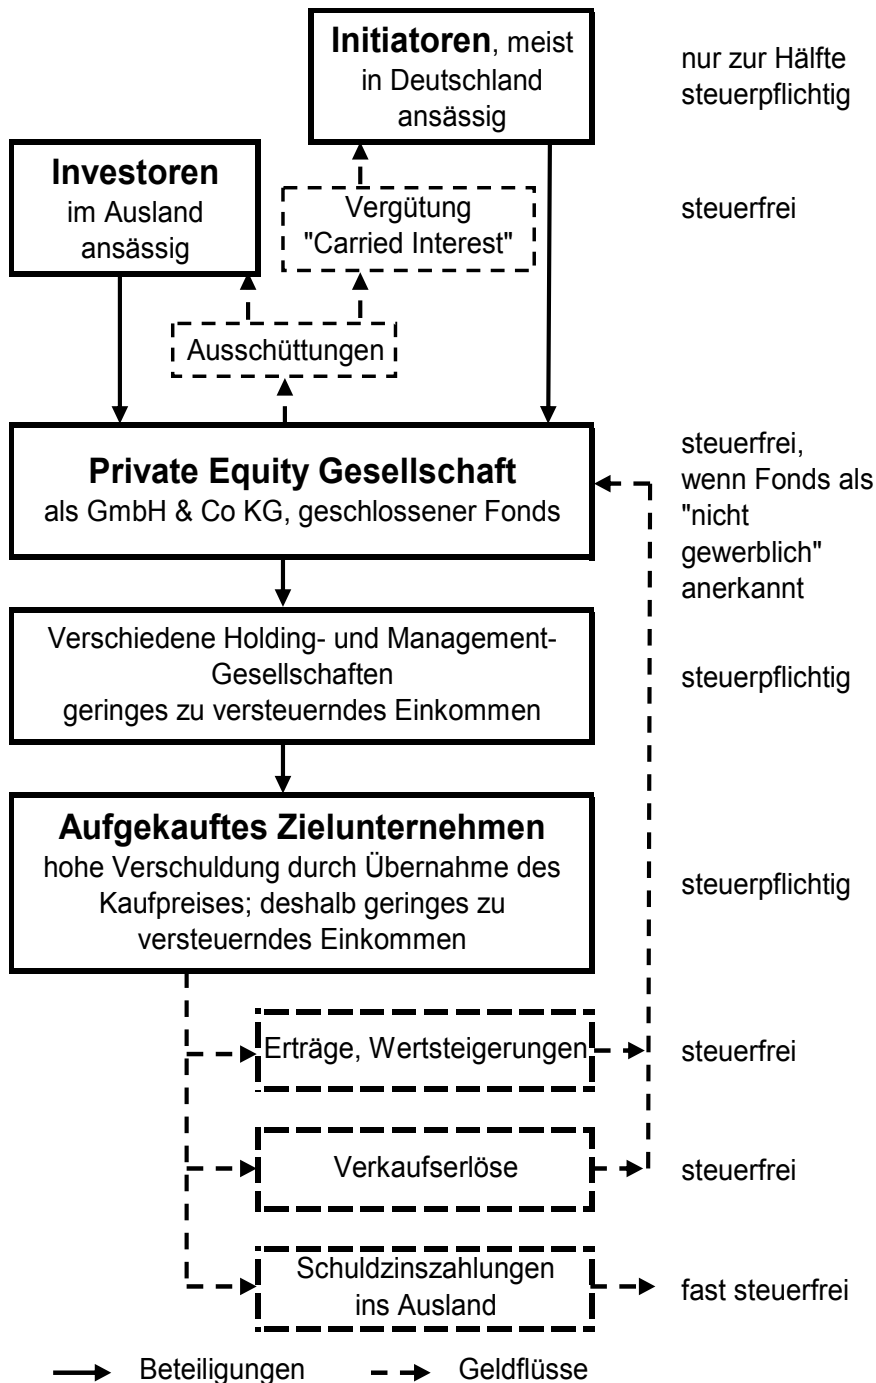 Initiatoren, meist
in Deutschland
ansässig
nur zur Hälfte
steuerpflichtig
Investoren
im Ausland
ansässig
Vergütung
"Carried Interest"
steuerfrei
Ausschüttungen
Private Equity Gesellschaft
als GmbH & Co KG, geschlossener Fonds
steuerfrei,
wenn Fonds als
"nicht
gewerblich"
anerkannt
Verschiedene Holding- und Management-
Gesellschaften
geringes zu versteuerndes Einkommen
steuerpflichtig
Aufgekauftes Zielunternehmen
hohe Verschuldung durch Übernahme des
Kaufpreises; deshalb geringes zu
versteuerndes Einkommen
steuerpflichtig
Erträge, Wertsteigerungen
steuerfrei
Verkaufserlöse
steuerfrei
Schuldzinszahlungen
ins Ausland
fast steuerfrei
Beteiligungen
Geldflüsse